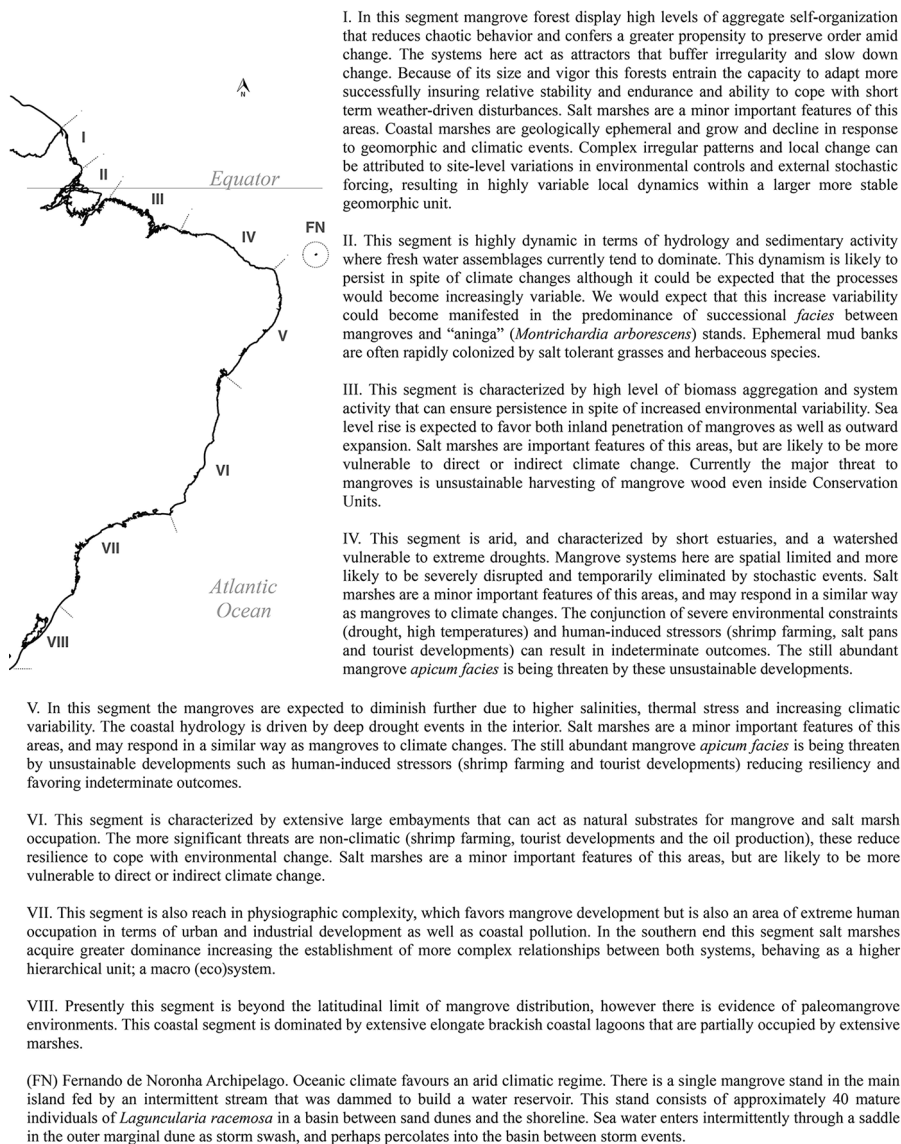 I. In this segment mangrove forest display high levels of aggregate self-organization
that reduces chaotic behavior and confers a greater propensity to preserve order amid
change. The systems here act as attractors that buffer irregularity and slow down
change. Because of its size and vigor this forests entrain the capacity to adapt more
successfully insuring relative stability and endurance and ability to cope with short
term weather-driven disturbances. Salt marshes are a minor important features of this
areas. Coastal marshes are geologically ephemeral and grow and decline in response
to geomorphic and climatic events. Complex irregular patterns and local change can
be attributed to site-level variations in environmental controls and external stochastic
forcing, resulting in highly variable local dynamics within a larger more stable
geomorphic unit.
N
I
II
Equator
III
FN
IV
V
VI
VII
Atlantic
Ocean
VIII
II. This segment is highly dynamic in terms of hydrology and sedimentary activity
where fresh water assemblages currently tend to dominate. This dynamism is likely to
persist in spite of climate changes although it could be expected that the processes
would become increasingly variable. We would expect that this increase variability
could become manifested in the predominance of successional facies between
mangroves and “aninga” (Montrichardia arborescens) stands. Ephemeral mud banks
are often rapidly colonized by salt tolerant grasses and herbaceous species.
III. This segment is characterized by high level of biomass aggregation and system
activity that can ensure persistence in spite of increased environmental variability. Sea
level rise is expected to favor both inland penetration of mangroves as well as outward
expansion. Salt marshes are important features of this areas, but are likely to be more
vulnerable to direct or indirect climate change. Currently the major threat to
mangroves is unsustainable harvesting of mangrove wood even inside Conservation
Units.
IV. This segment is arid, and characterized by short estuaries, and a watershed
vulnerable to extreme droughts. Mangrove systems here are spatial limited and more
likely to be severely disrupted and temporarily eliminated by stochastic events. Salt
marshes are a minor important features of this areas, and may respond in a similar way
as mangroves to climate changes. The conjunction of severe environmental constraints
(drought, high temperatures) and human-induced stressors (shrimp farming, salt pans
and tourist developments) can result in indeterminate outcomes. The still abundant
mangrove apicum facies is being threaten by these unsustainable developments.
V. In this segment the mangroves are expected to diminish further due to higher salinities, thermal stress and increasing climatic
variability. The coastal hydrology is driven by deep drought events in the interior. Salt marshes are a minor important features of this
areas, and may respond in a similar way as mangroves to climate changes. The still abundant mangrove apicum facies is being threaten
by unsustainable developments such as human-induced stressors (shrimp farming and tourist developments) reducing resiliency and
favoring indeterminate outcomes.
VI. This segment is characterized by extensive large embayments that can act as natural substrates for mangrove and salt marsh
occupation. The more significant threats are non-climatic (shrimp farming, tourist developments and the oil production), these reduce
resilience to cope with environmental change. Salt marshes are a minor important features of this areas, but are likely to be more
vulnerable to direct or indirect climate change.
VII. This segment is also reach in physiographic complexity, which favors mangrove development but is also an area of extreme human
occupation in terms of urban and industrial development as well as coastal pollution. In the southern end this segment salt marshes
acquire greater dominance increasing the establishment of more complex relationships between both systems, behaving as a higher
hierarchical unit; a macro (eco)system.
VIII. Presently this segment is beyond the latitudinal limit of mangrove distribution, however there is evidence of paleomangrove
environments. This coastal segment is dominated by extensive elongate brackish coastal lagoons that are partially occupied by extensive
marshes.
(FN) Fernando de Noronha Archipelago. Oceanic climate favours an arid climatic regime. There is a single mangrove stand in the main
island fed by an intermittent stream that was dammed to build a water reservoir. This stand consists of approximately 40 mature
individuals of Laguncularia racemosa in a basin between sand dunes and the shoreline. Sea water enters intermittently through a saddle
in the outer marginal dune as storm swash, and perhaps percolates into the basin between storm events.